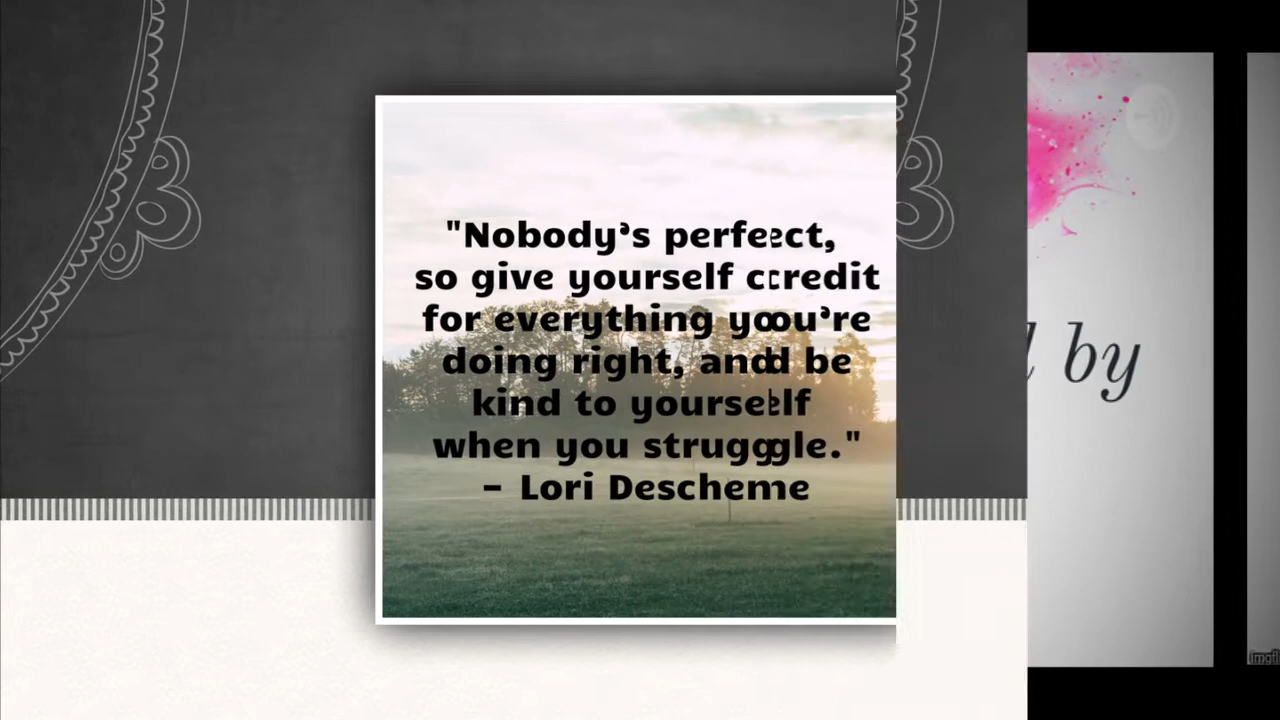 "Nobody's perfect,
so give yourself credit
for everything you're
doing right, and be
kind to yourself
when you struggle."
– Lori Descheme
by